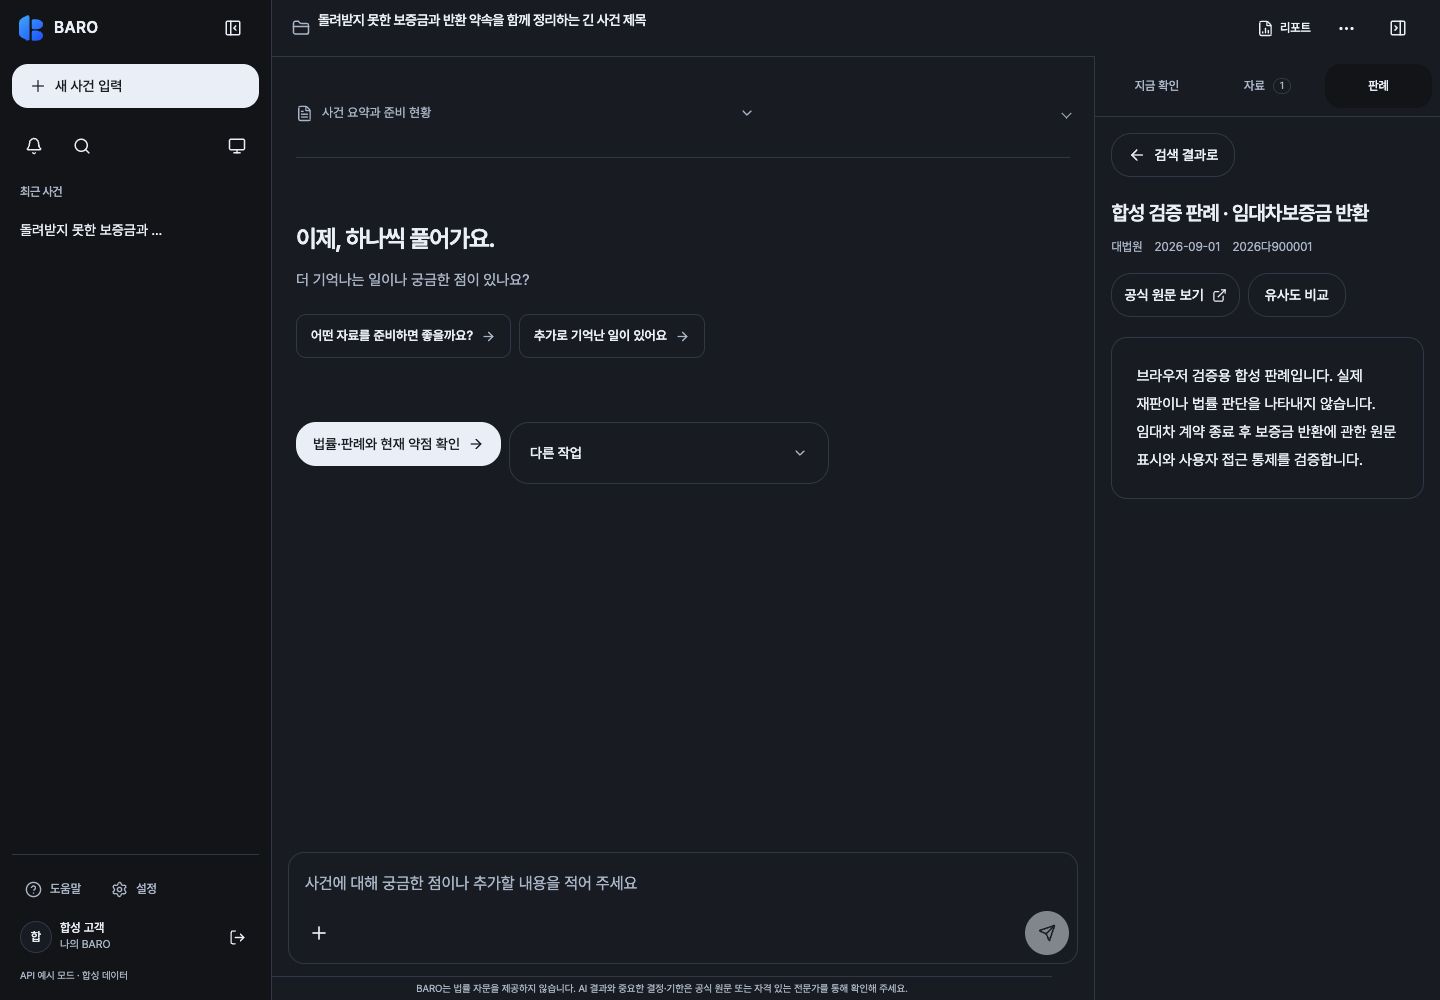 BARO
새 사건 입력
최근 사건
돌려받지 못한 보증금과 ...
도움말
설정
합
합성 고객
나의 BARO
API 예시 모드 · 합성 데이터
돌려받지 못한 보증금과 반환 약속을 함께 정리하는 긴 사건 제목
리포트
사건 요약과 준비 현황
이제, 하나씩 풀어가요.
더 기억나는 일이나 궁금한 점이 있나요?
어떤 자료를 준비하면 좋을까요?
추가로 기억난 일이 있어요
법률·판례와 현재 약점 확인
다른 작업
사건에 대해 궁금한 점이나 추가할 내용을 적어 주세요
BARO는 법률 자문을 제공하지 않습니다. AI 결과와 중요한 결정·기한은 공식 원문 또는 자격 있는 전문가를 통해 확인해 주세요.
지금 확인
자료 1
판례
검색 결과로
합성 검증 판례 · 임대차보증금 반환
대법원 2026-09-01 2026다900001
공식 원문 보기
유사도 비교
브라우저 검증용 합성 판례입니다. 실제
재판이나 법률 판단을 나타내지 않습니다.
임대차 계약 종료 후 보증금 반환에 관한 원문
표시와 사용자 접근 통제를 검증합니다.